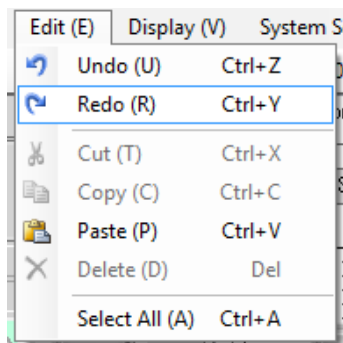 Edit (E) Display (V) System S
Undo (U) Ctrl+Z
Redo (R) Ctrl+Y
Cut (T) Ctrl+X
Copy (C) Ctrl+C
Paste (P) Ctrl+V
Delete (D) Del
Select All (A) Ctrl+A